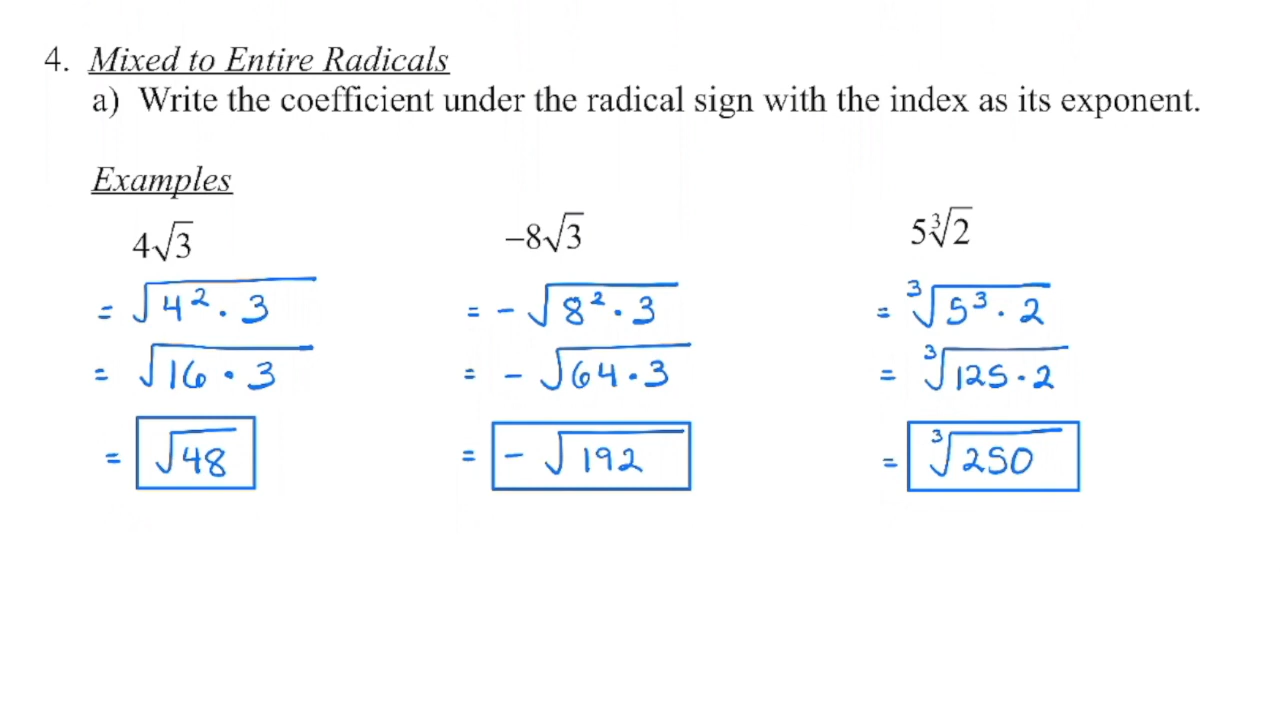 4. Mixed to Entire Radicals
a) Write the coefficient under the radical sign with the index as its exponent.
Examples
4√3
= √(4² · 3)
= √(16 · 3)
= √48
–8√3
= - √(8² · 3)
= - √(64 · 3)
= - √192
5∛2
= ∛(5³ · 2)
= ∛(125 · 2)
= ∛250